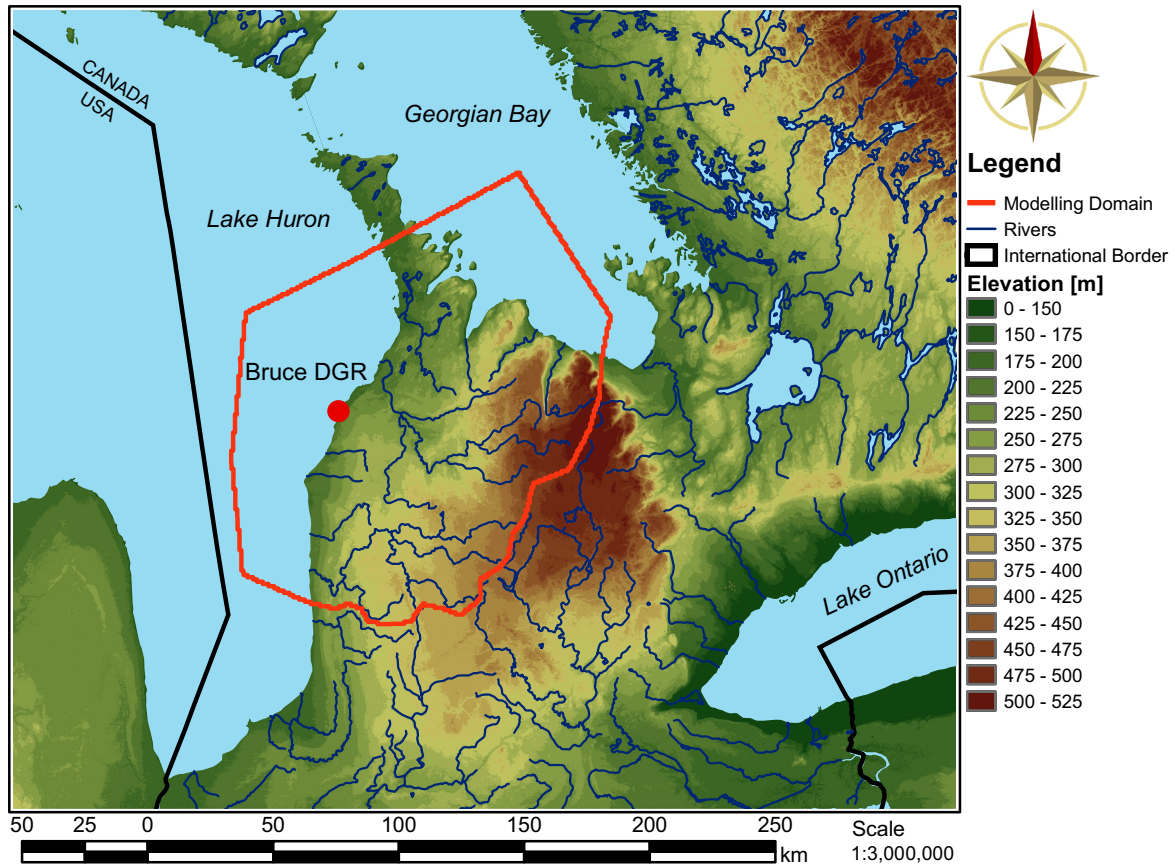 CANADA
USA
Georgian Bay
Lake Huron
Bruce DGR
Lake Ontario
Legend
Modelling Domain
Rivers
International Border
Elevation [m]
0 - 150
150 - 175
175 - 200
200 - 225
225 - 250
250 - 275
275 - 300
300 - 325
325 - 350
350 - 375
375 - 400
400 - 425
425 - 450
450 - 475
475 - 500
500 - 525
50 25 0 50 100 150 200 250
km
Scale
1:3,000,000